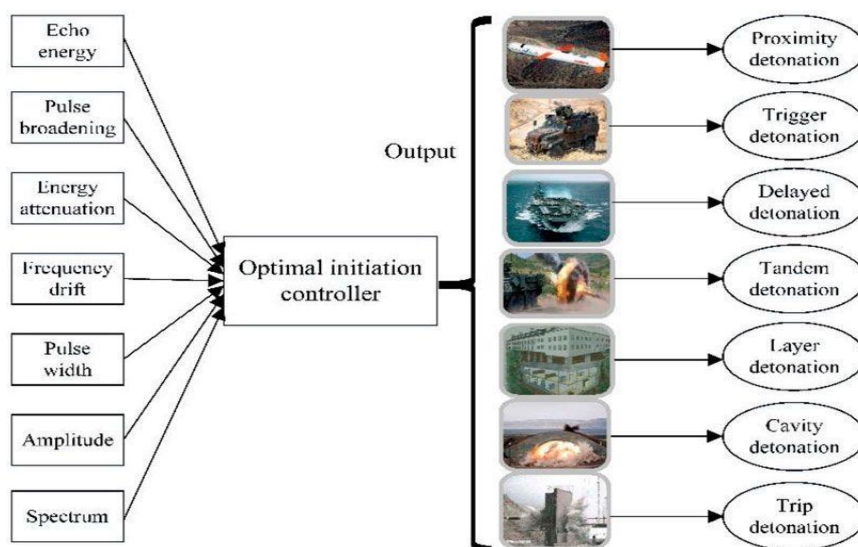 Echo
energy
Pulse
broadening
Energy
attenuation
Frequency
drift
Pulse
width
Amplitude
Spectrum
Optimal initiation
controller
Output
Proximity
detonation
Trigger
detonation
Delayed
detonation
Tandem
detonation
Layer
detonation
Cavity
detonation
Trip
detonation